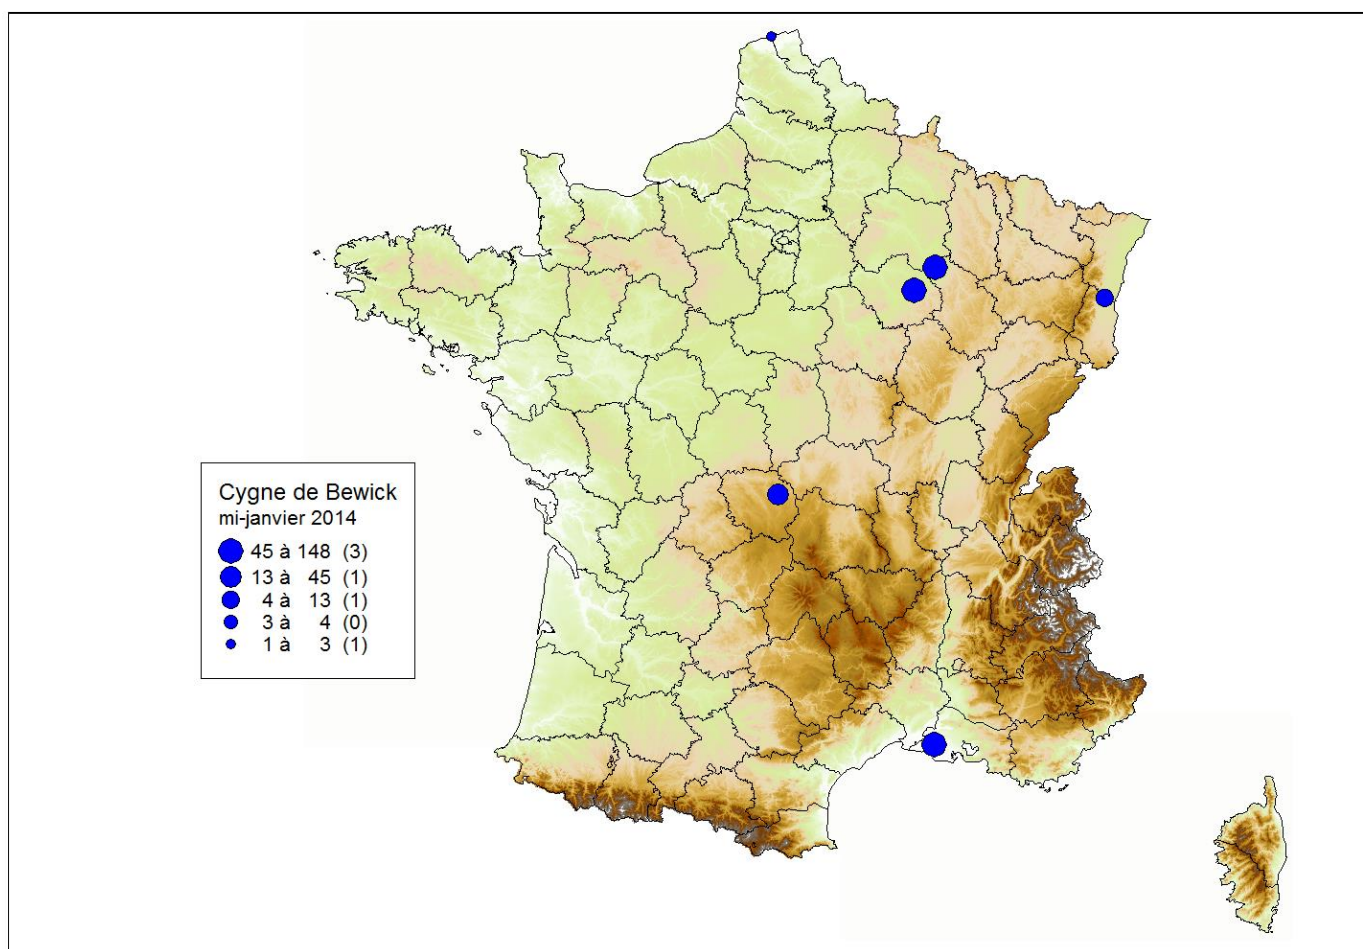 Cygne de Bewick
mi-janvier 2014
45 à 148 (3)
13 à 45 (1)
4 à 13 (1)
3 à 4 (0)
1 à 3 (1)